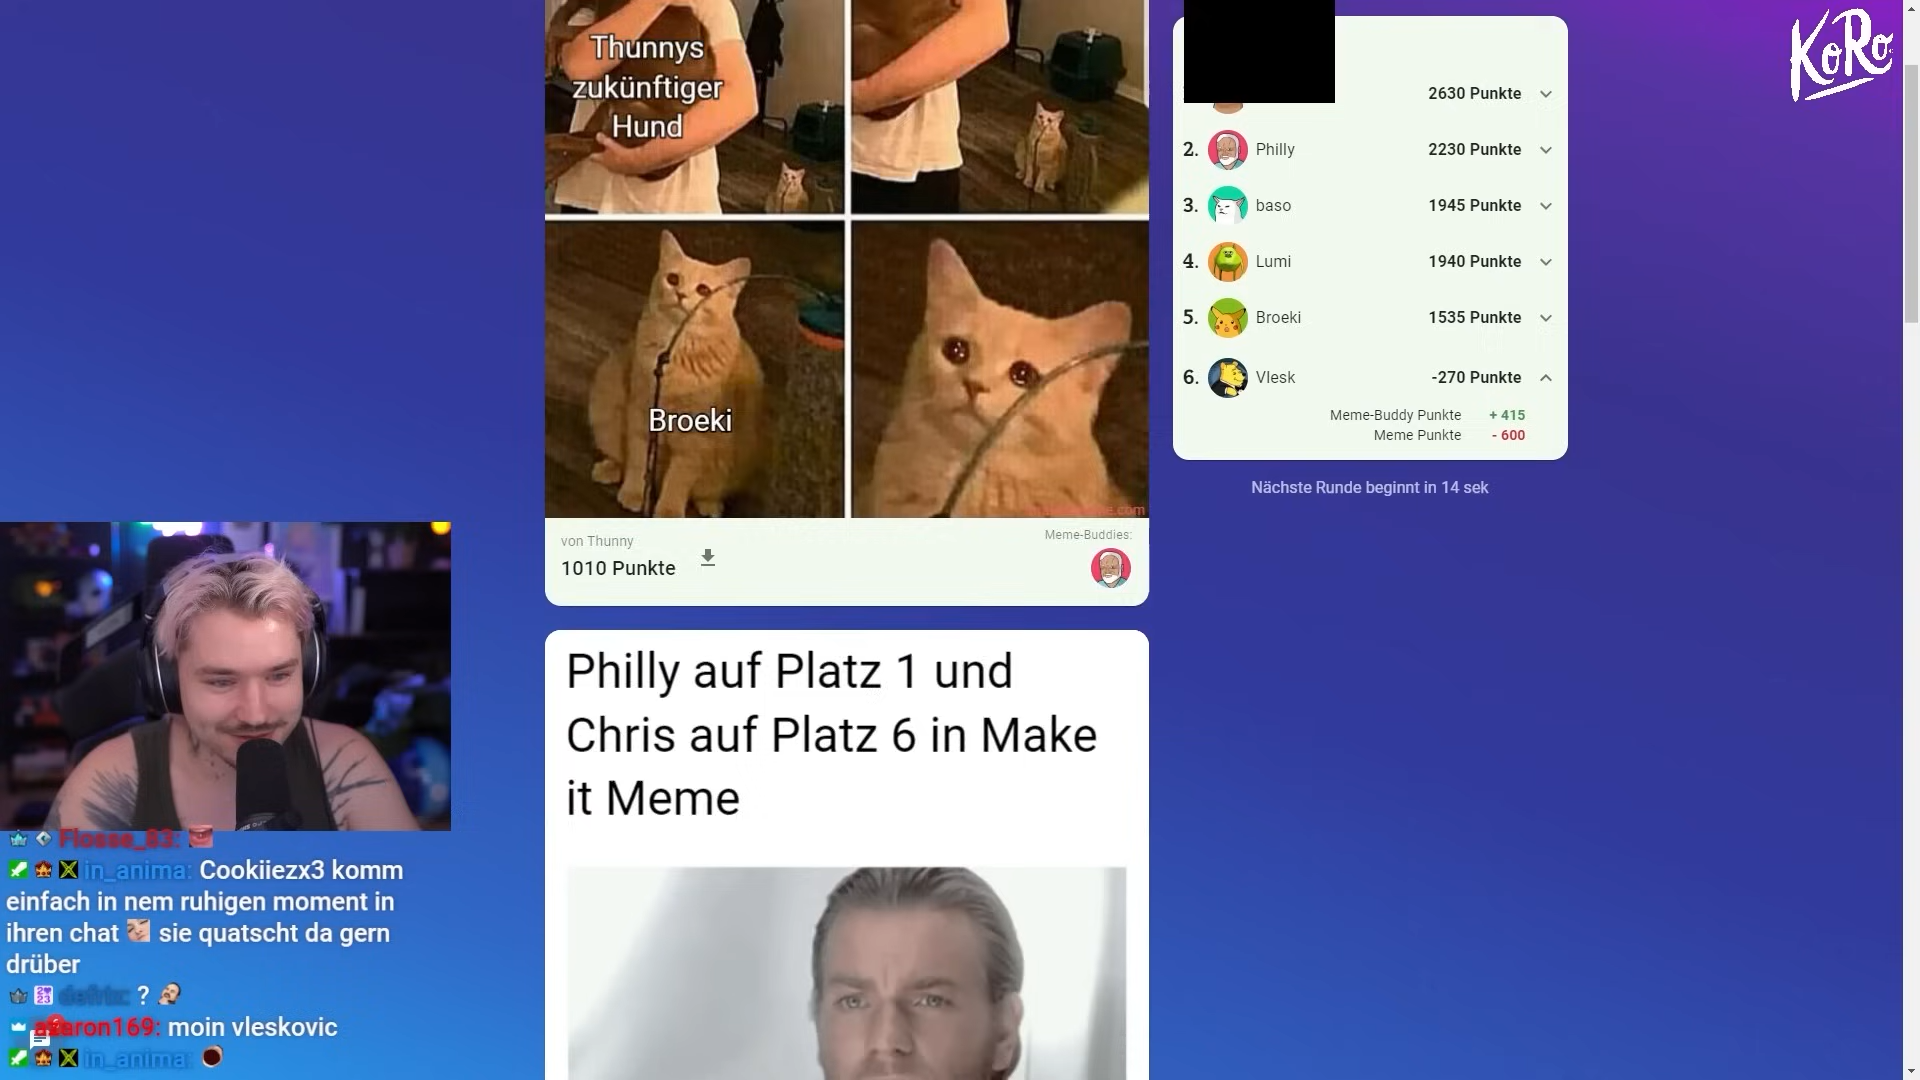 Thunnys
zukünftiger
Hund
Broeki
von Thunny
1010 Punkte
Meme-Buddies:
Philly auf Platz 1 und
Chris auf Platz 6 in Make
it Meme
2630 Punkte
2. Philly 2230 Punkte
3. baso 1945 Punkte
4. Lumi 1940 Punkte
5. Broeki 1535 Punkte
6. Vlesk -270 Punkte
Meme-Buddy Punkte + 415
Meme Punkte - 600
Nächste Runde beginnt in 14 sek
KoRo
Flosse_83:
in_anima: Cookiiezx3 komm
einfach in nem ruhigen moment in
ihren chat sie quatscht da gern
drüber
?
moin vleskovic
in_anima: